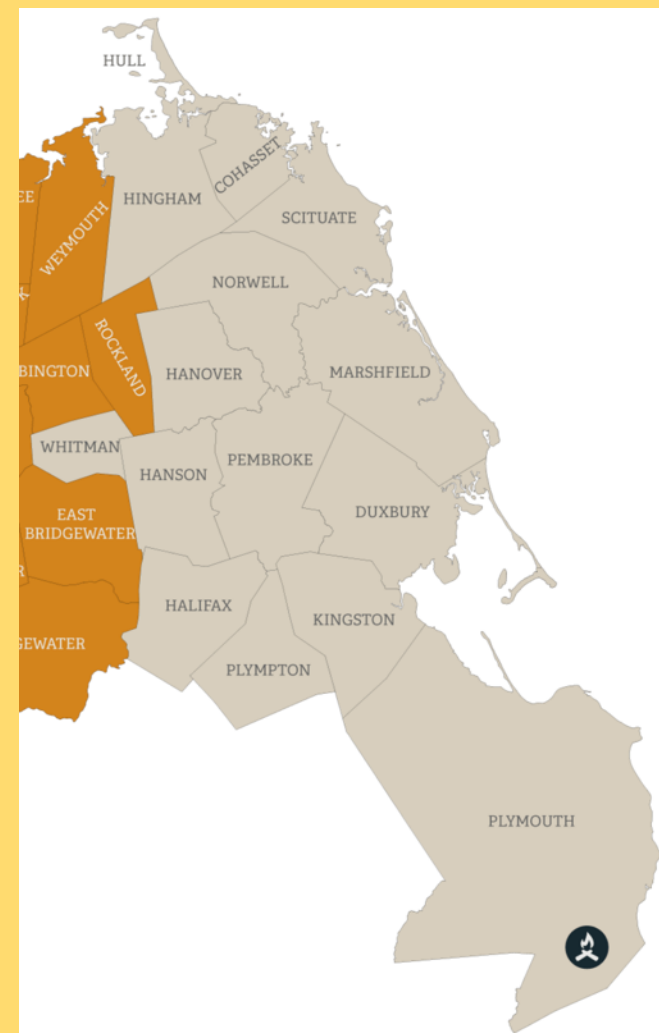 HULL
COHASSET
HINGHAM
EE
WEYMOUTH
SCITUATE
NORWELL
K
ROCKLAND
BINGTON
HANOVER
MARSHFIELD
WHITMAN
PEMBROKE
HANSON
DUXBURY
EAST
BRIDGEWATER
R
HALIFAX
KINGSTON
GEWATER
PLYMPTON
PLYMOUTH